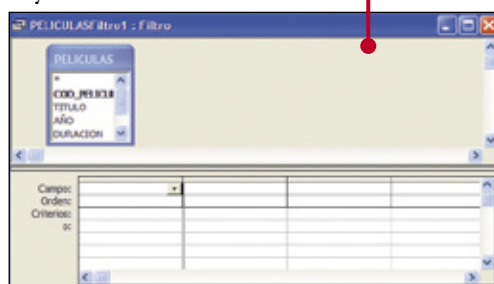 PELICULASFiltro1 : Filtro
PELICULAS
*
COD_PELICUL
TITULO
AÑO
DURACION
Campo:
Orden:
Criterios:
o: